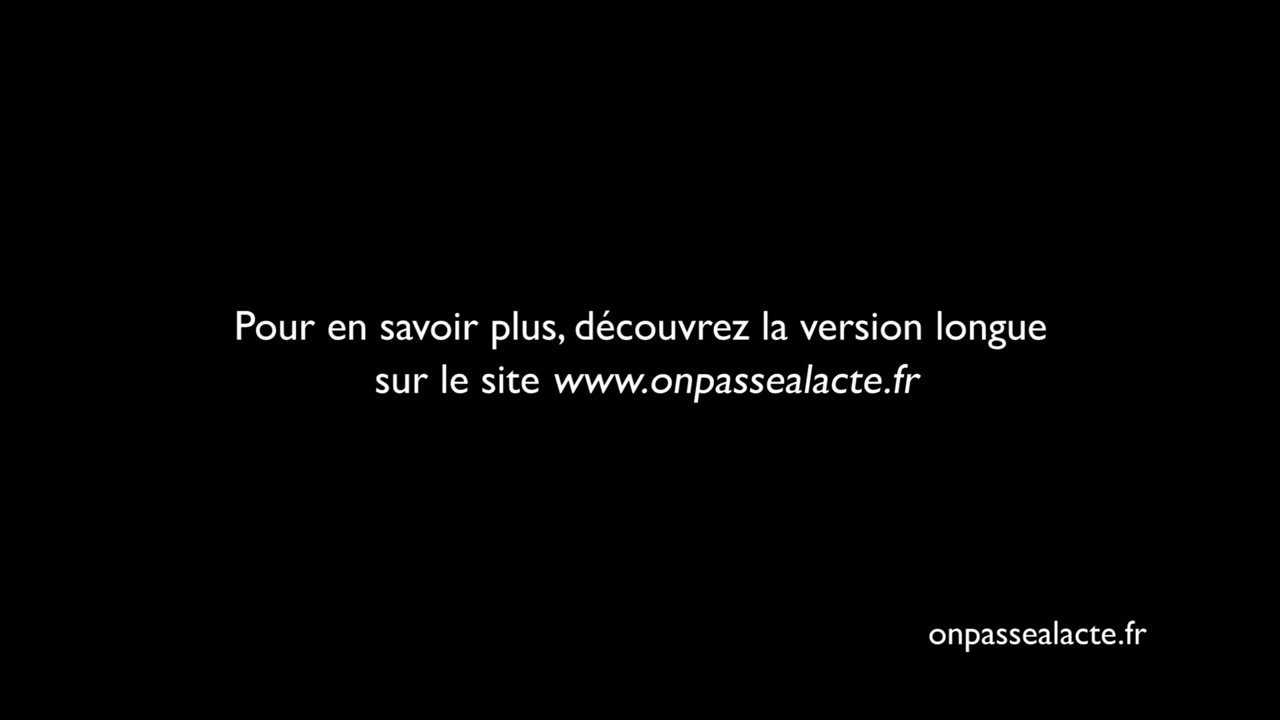 Pour en savoir plus, découvrez la version longue
sur le site www.onpassealacte.fr
onpassealacte.fr